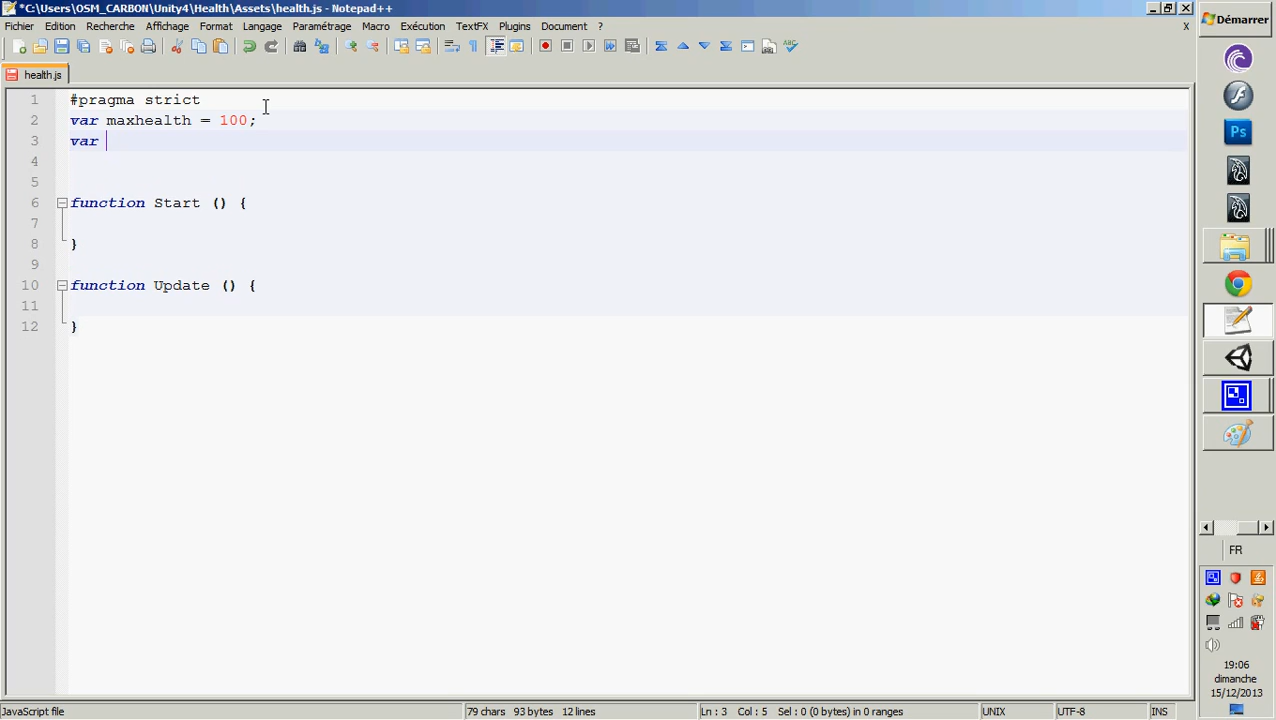 *C:\Users\OSM_CARBON\Unity4\Health\Assets\health.js - Notepad++
Démarrer
Fichier Edition Recherche Affichage Format Langage Paramétrage Macro Exécution TextFX Plugins Document ? X
health.js
1 #pragma strict
2 var maxhealth = 100;
3 var
4
5
6 function Start () {
7
8 }
9
10 function Update () {
11
12 }
Ps
FR
19:06
dimanche
15/12/2013
JavaScript file 79 chars 93 bytes 12 lines Ln : 3 Col : 5 Sel : 0 (0 bytes) in 0 ranges UNIX UTF-8 INS